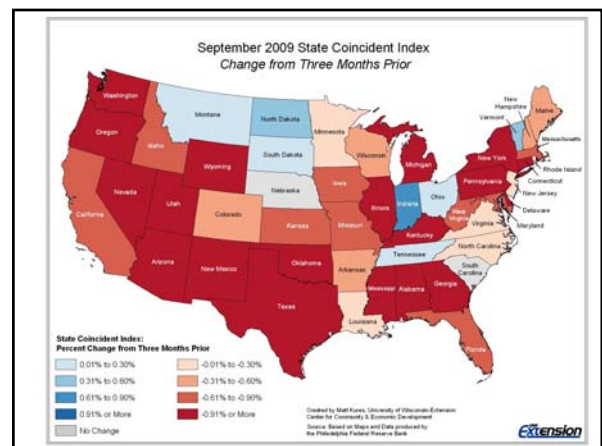 September 2009 State Coincident Index
Change from Three Months Prior
Washington
Oregon
California
Nevada
Idaho
Montana
Wyoming
Utah
Arizona
Colorado
New Mexico
North Dakota
South Dakota
Nebraska
Kansas
Oklahoma
Texas
Minnesota
Iowa
Missouri
Arkansas
Louisiana
Wisconsin
Illinois
Michigan
Indiana
Ohio
Kentucky
Tennessee
Mississippi
Alabama
Georgia
Florida
South Carolina
North Carolina
Virginia
West Virginia
Pennsylvania
New York
Vermont
New Hampshire
Maine
Massachusetts
Rhode Island
Connecticut
New Jersey
Delaware
Maryland
State Coincident Index:
Percent Change from Three Months Prior
0.01% to 0.30%
-0.01% to -0.30%
0.31% to 0.60%
-0.31% to -0.60%
0.61% to 0.90%
-0.61% to -0.90%
0.91% or More
-0.91% or More
No Change
Created by Matt Kures, University of Wisconsin-Extension
Center for Community & Economic Development
Source: Based on Maps and Data produced by
the Philadelphia Federal Reserve Bank
Extension